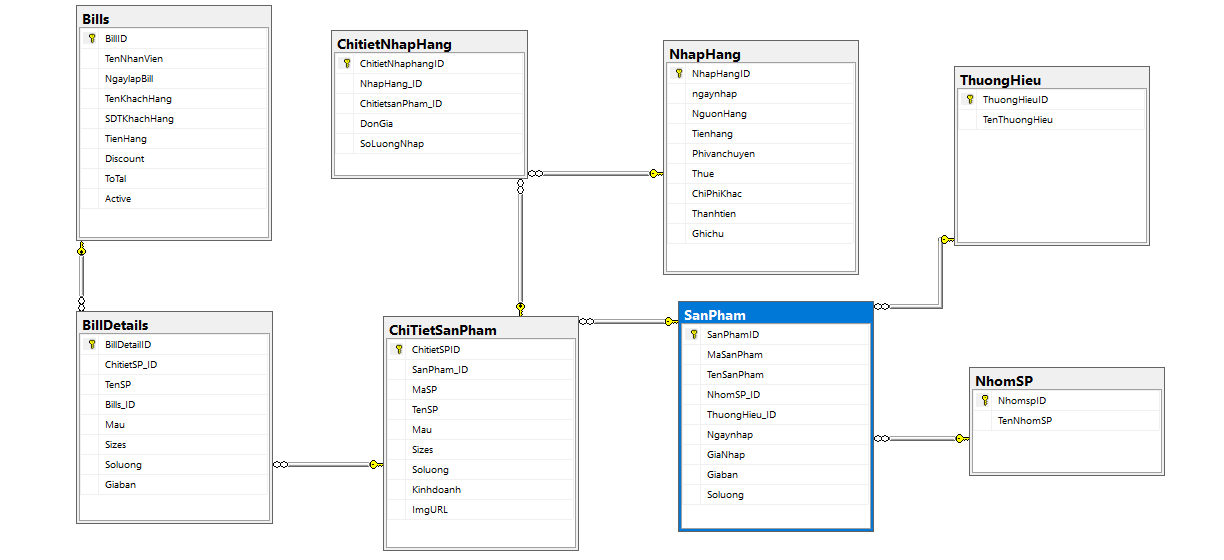 Bills
BillID
TenNhanVien
NgaylapBill
TenKhachHang
SDTKhachHang
TienHang
Discount
ToTal
Active
ChitietNhapHang
ChitietNhaphangID
NhapHang_ID
ChitietsanPham_ID
DonGia
SoLuongNhap
NhapHang
NhapHangID
ngaynhap
NguonHang
Tienhang
Phivanchuyen
Thue
ChiPhiKhac
Thanhtien
Ghichu
ThuongHieu
ThuongHieuID
TenThuongHieu
BillDetails
BillDetailID
ChitietSP_ID
TenSP
Bills_ID
Mau
Sizes
Soluong
Giaban
ChiTietSanPham
ChitietSPID
SanPham_ID
MaSP
TenSP
Mau
Sizes
Soluong
Kinhdoanh
ImgURL
SanPham
SanPhamID
MaSanPham
TenSanPham
NhomSP_ID
ThuongHieu_ID
Ngaynhap
GiaNhap
Giaban
Soluong
NhomSP
NhomspID
TenNhomSP